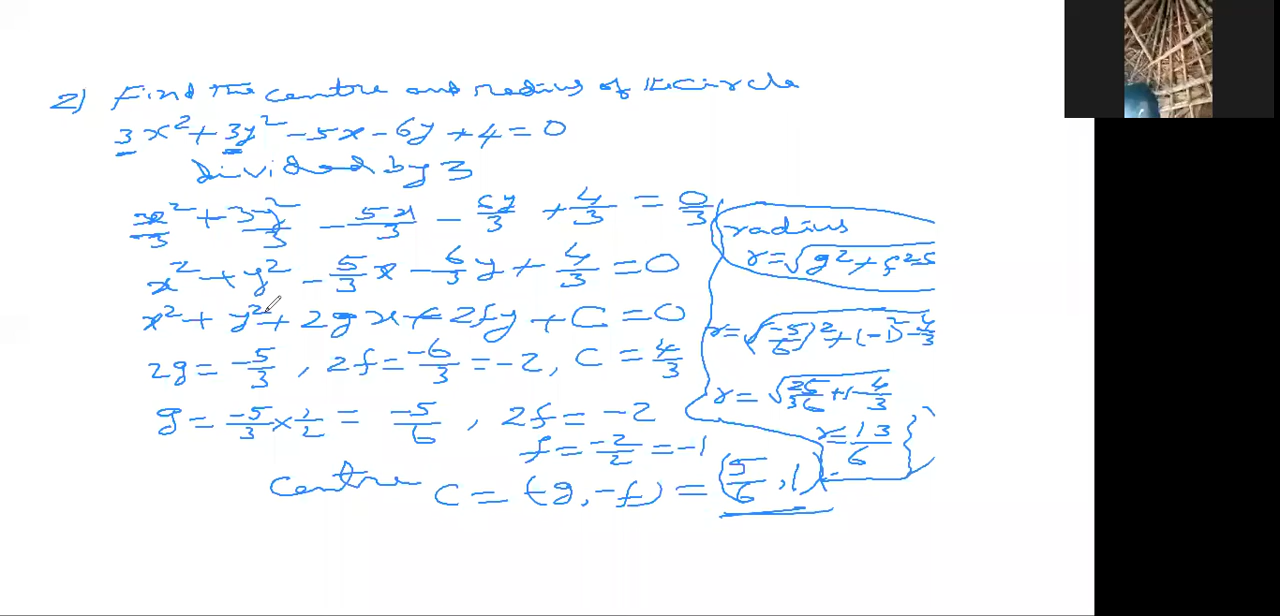 2) Find the centre and radius of the circle
3x² + 3y² - 5x - 6y + 4 = 0
Divided by 3
3x²/3 + 3y²/3 - 5x/3 - 6y/3 + 4/3 = 0/3
x² + y² - 5/3 x - 6/3 y + 4/3 = 0
x² + y² + 2gx + 2fy + C = 0
2g = -5/3 , 2f = -6/3 = -2, C = 4/3
g = -5/3 × 1/2 = -5/6 , 2f = -2
f = -2/2 = -1
Centre C = (-g, -f) = (5/6, 1)
radius
r = √g² + f² - c
r = √(-5/6)² + (-1)² - 4/3
r = √25/36 + 1 - 4/3
r = 13/6